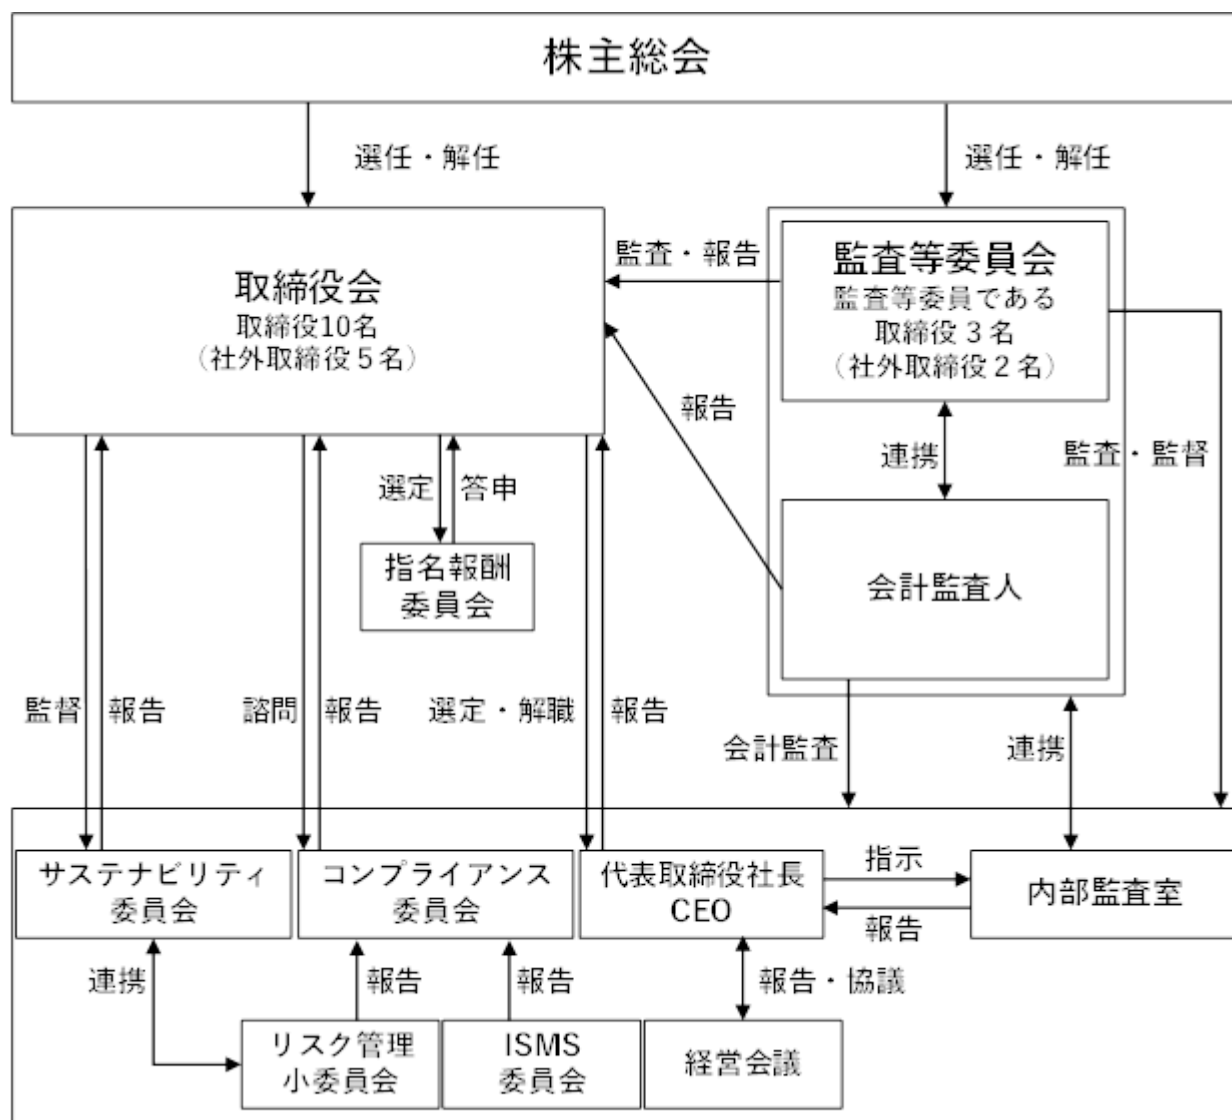 株主総会
選任・解任
選任・解任
取締役会
取締役10名
（社外取締役５名）
監査・報告
監査等委員会
監査等委員である
取締役３名
（社外取締役２名）
報告
連携
監査・監督
選定
答申
指名報酬
委員会
会計監査人
監督
報告
諮問
報告
選定・解職
報告
会計監査
連携
サステナビリティ
委員会
コンプライアンス
委員会
代表取締役社長
CEO
指示
報告
内部監査室
連携
報告
報告
報告・協議
リスク管理
小委員会
ISMS
委員会
経営会議